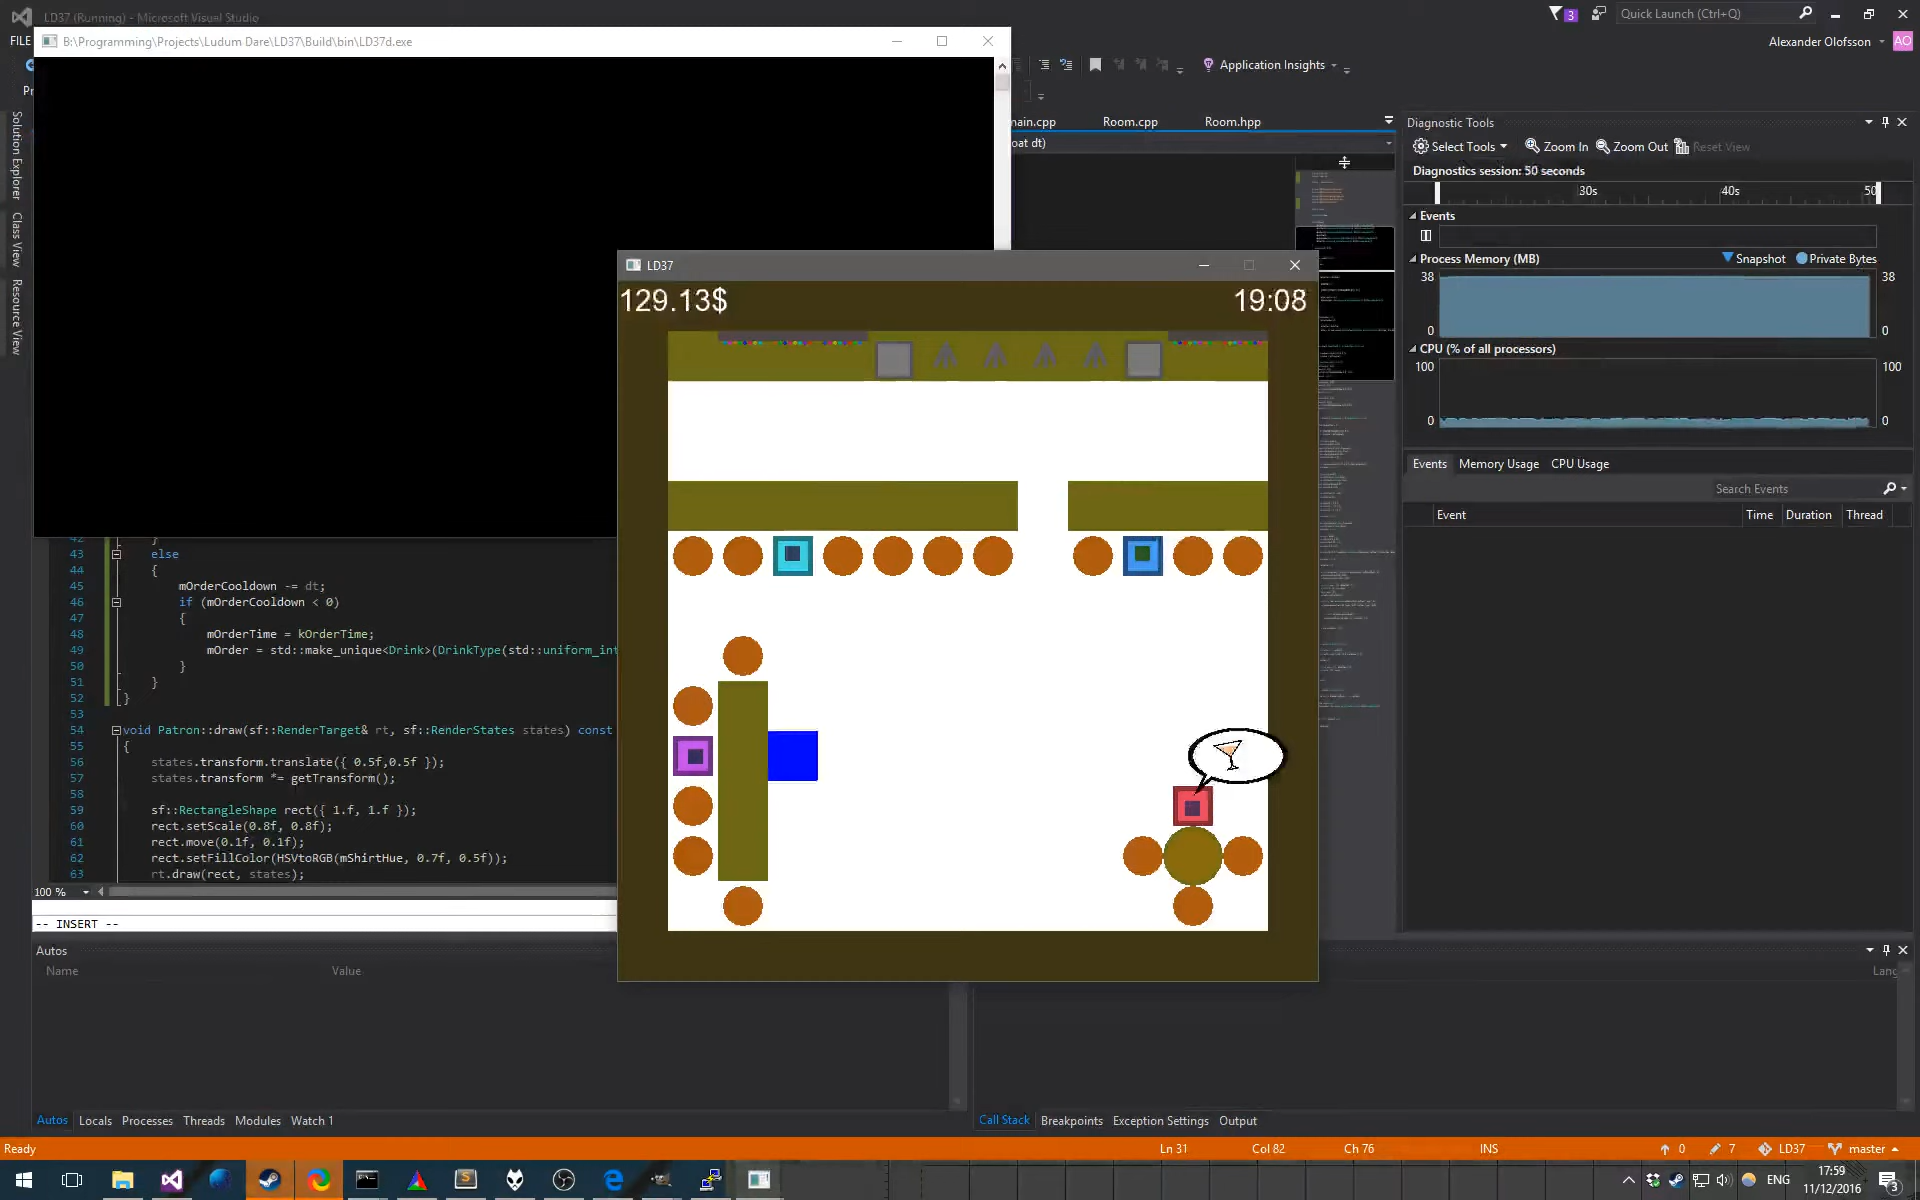 LD37 (Running) - Microsoft Visual Studio
3
Quick Launch (Ctrl+Q)
FILE
B:\Programming\Projects\Ludum Dare\LD37\Build\bin\LD37d.exe
Alexander Olofsson
AO
Application Insights
Pr
Solution Explorer
Class View
Resource View
main.cpp
Room.cpp
Room.hpp
oat dt)
Diagnostic Tools
Select Tools
Zoom In
Zoom Out
Reset View
Diagnostics session: 50 seconds
30s
40s
50
Events
Process Memory (MB)
Snapshot
Private Bytes
38
38
0
0
CPU (% of all processors)
100
100
0
0
Events
Memory Usage
CPU Usage
Search Events
Event
Time
Duration
Thread
LD37
129.13$
19:08
42 }
43 else
44 {
45 mOrderCooldown -= dt;
46 if (mOrderCooldown < 0)
47 {
48 mOrderTime = kOrderTime;
49 mOrder = std::make_unique<Drink>(DrinkType(std::uniform_int
50 }
51 }
52 }
53
54 void Patron::draw(sf::RenderTarget& rt, sf::RenderStates states) const
55 {
56 states.transform.translate({ 0.5f,0.5f });
57 states.transform *= getTransform();
58
59 sf::RectangleShape rect({ 1.f, 1.f });
60 rect.setScale(0.8f, 0.8f);
61 rect.move(0.1f, 0.1f);
62 rect.setFillColor(HSVtoRGB(mShirtHue, 0.7f, 0.5f));
63 rt.draw(rect, states);
100 %
-- INSERT --
Autos
Name
Value
Lang
Autos
Locals
Processes
Threads
Modules
Watch 1
Call Stack
Breakpoints
Exception Settings
Output
Ready
Ln 31
Col 82
Ch 76
INS
0
7
LD37
master
ENG
17:59
11/12/2016
3